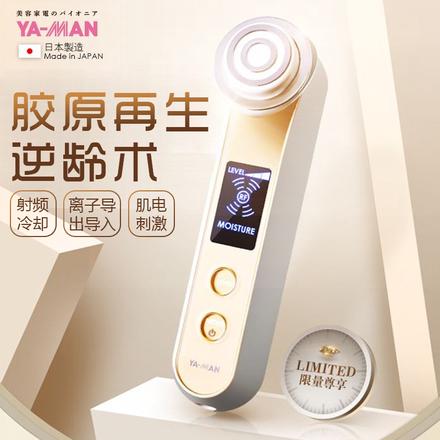 美容家電のパイオニア
YA-MAN
日本製造
Made in JAPAN
胶原再生
逆龄术
射频
冷却
离子导
出导入
肌电
刺激
LEVEL
RF
MOISTURE
YA-MAN
LIMITED
限量尊享